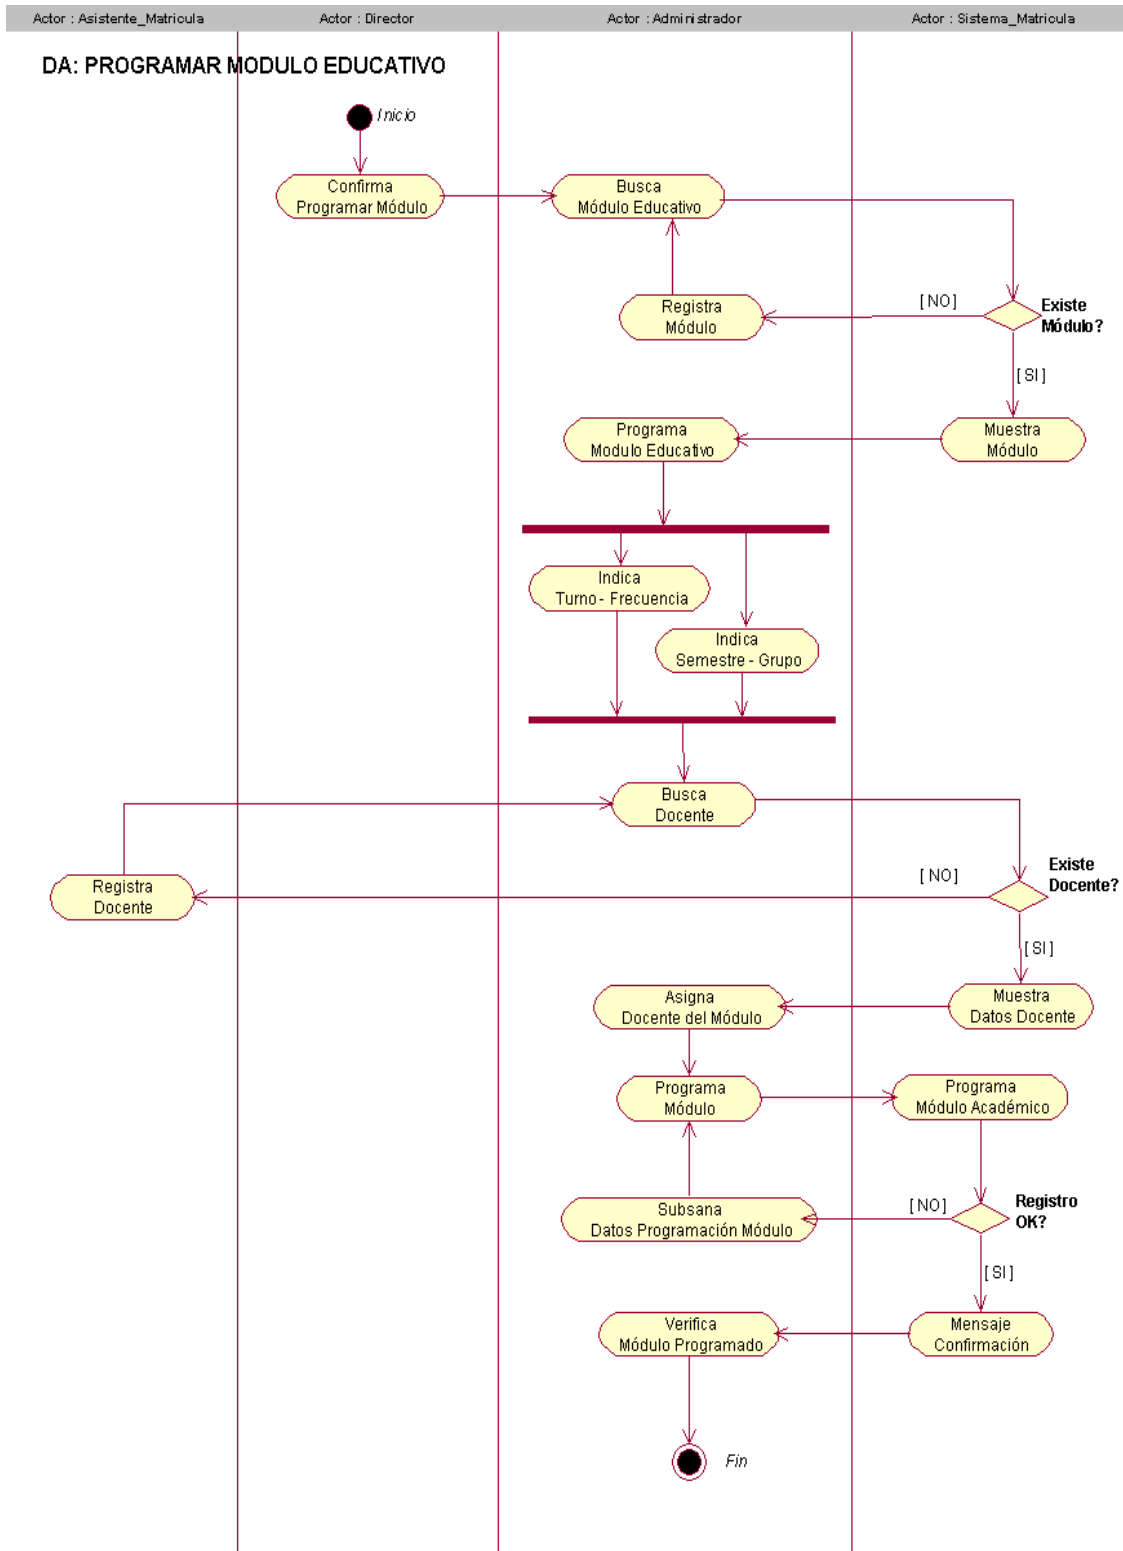 Actor : Asistente_Matricula
Actor : Director
Actor : Administrador
Actor : Sistema_Matricula
DA: PROGRAMAR MODULO EDUCATIVO
Inicio
Confirma
Programar Módulo
Busca
Módulo Educativo
Registra
Módulo
[ NO ]
Existe
Módulo?
[ SI ]
Programa
Modulo Educativo
Muestra
Módulo
Indica
Turno - Frecuencia
Indica
Semestre - Grupo
Busca
Docente
Registra
Docente
[ NO ]
Existe
Docente?
[ SI ]
Asigna
Docente del Módulo
Muestra
Datos Docente
Programa
Módulo
Programa
Módulo Académico
Subsana
Datos Programación Módulo
[ NO ]
Registro
OK?
[ SI ]
Verifica
Módulo Programado
Mensaje
Confirmación
Fin